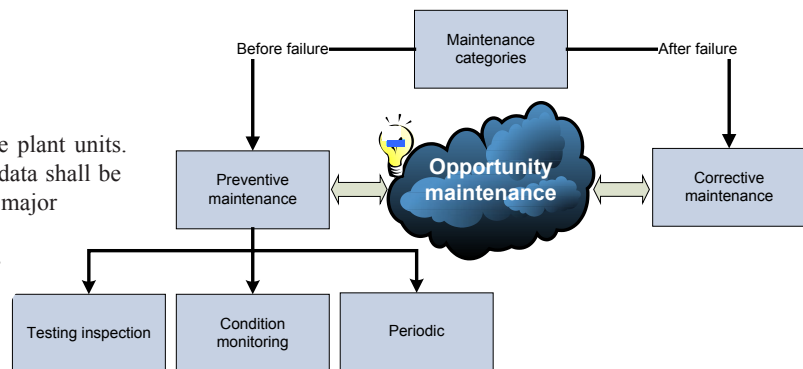 Maintenance
categories
Before failure
After failure
e plant units.
data shall be
major
Preventive
maintenance
Opportunity
maintenance
Corrective
maintenance
Testing inspection
Condition
monitoring
Periodic